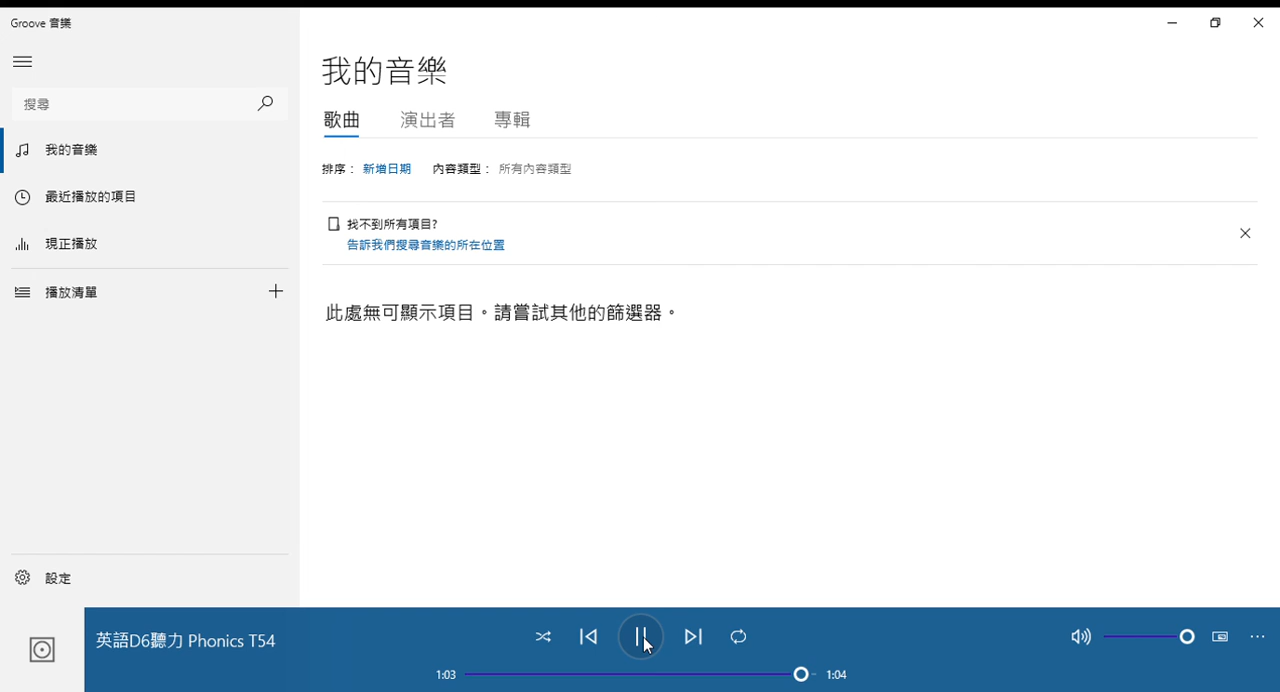 Groove 音樂
搜尋
我的音樂
最近播放的項目
現正播放
播放清單
設定
我的音樂
歌曲 演出者 專輯
排序： 新增日期 內容類型： 所有內容類型
找不到所有項目?
告訴我們搜尋音樂的所在位置
此處無可顯示項目。請嘗試其他的篩選器。
英語D6聽力 Phonics T54
1:03 1:04